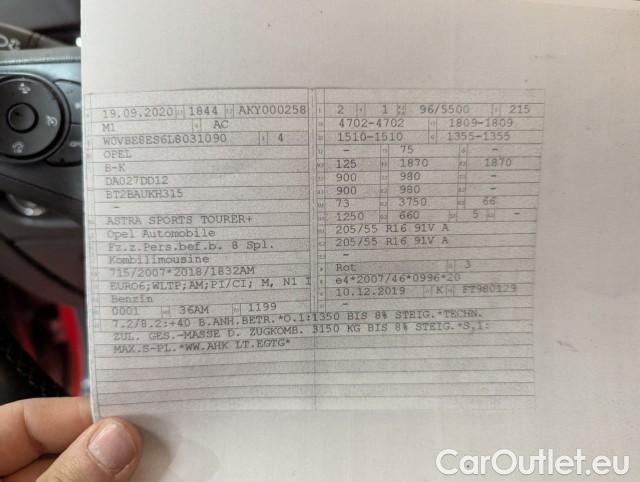 19.09.2020 1844 AKY000258
M1 AC
W0VBE8ES6L8031090 4
OPEL
B-K
DA027DD12
BT2BAUKH315
-
ASTRA SPORTS TOURER+
Opel Automobile
Fz.z.Pers.bef.b. 8 Spl.
Kombilimousine
715/2007*2018/1832AM
EURO6;WLTP;AM;PI/CI; M, N1 I
Benzin
0001 36AM 1199
2 1 96/5500 215
4702-4702 1809-1809
1510-1510 1355-1355
- 75 -
125 1870 1870
900 980 -
900 980 -
73 3750 66
1250 660 5 -
205/55 R16 91V A
205/55 R16 91V A
-
-
Rot 3
e4*2007/46*0996*20
10.12.2019 K FT980129
7.2/8.2:+40 B.ANH.BETR.*O.1:1350 BIS 8% STEIG.*TECHN.
ZUL. GES.-MASSE D. ZUGKOMB. 3150 KG BIS 8% STEIG.*S.1:
MAX.S-PL.*WW.AHK LT.EGTG*
CarOutlet.eu